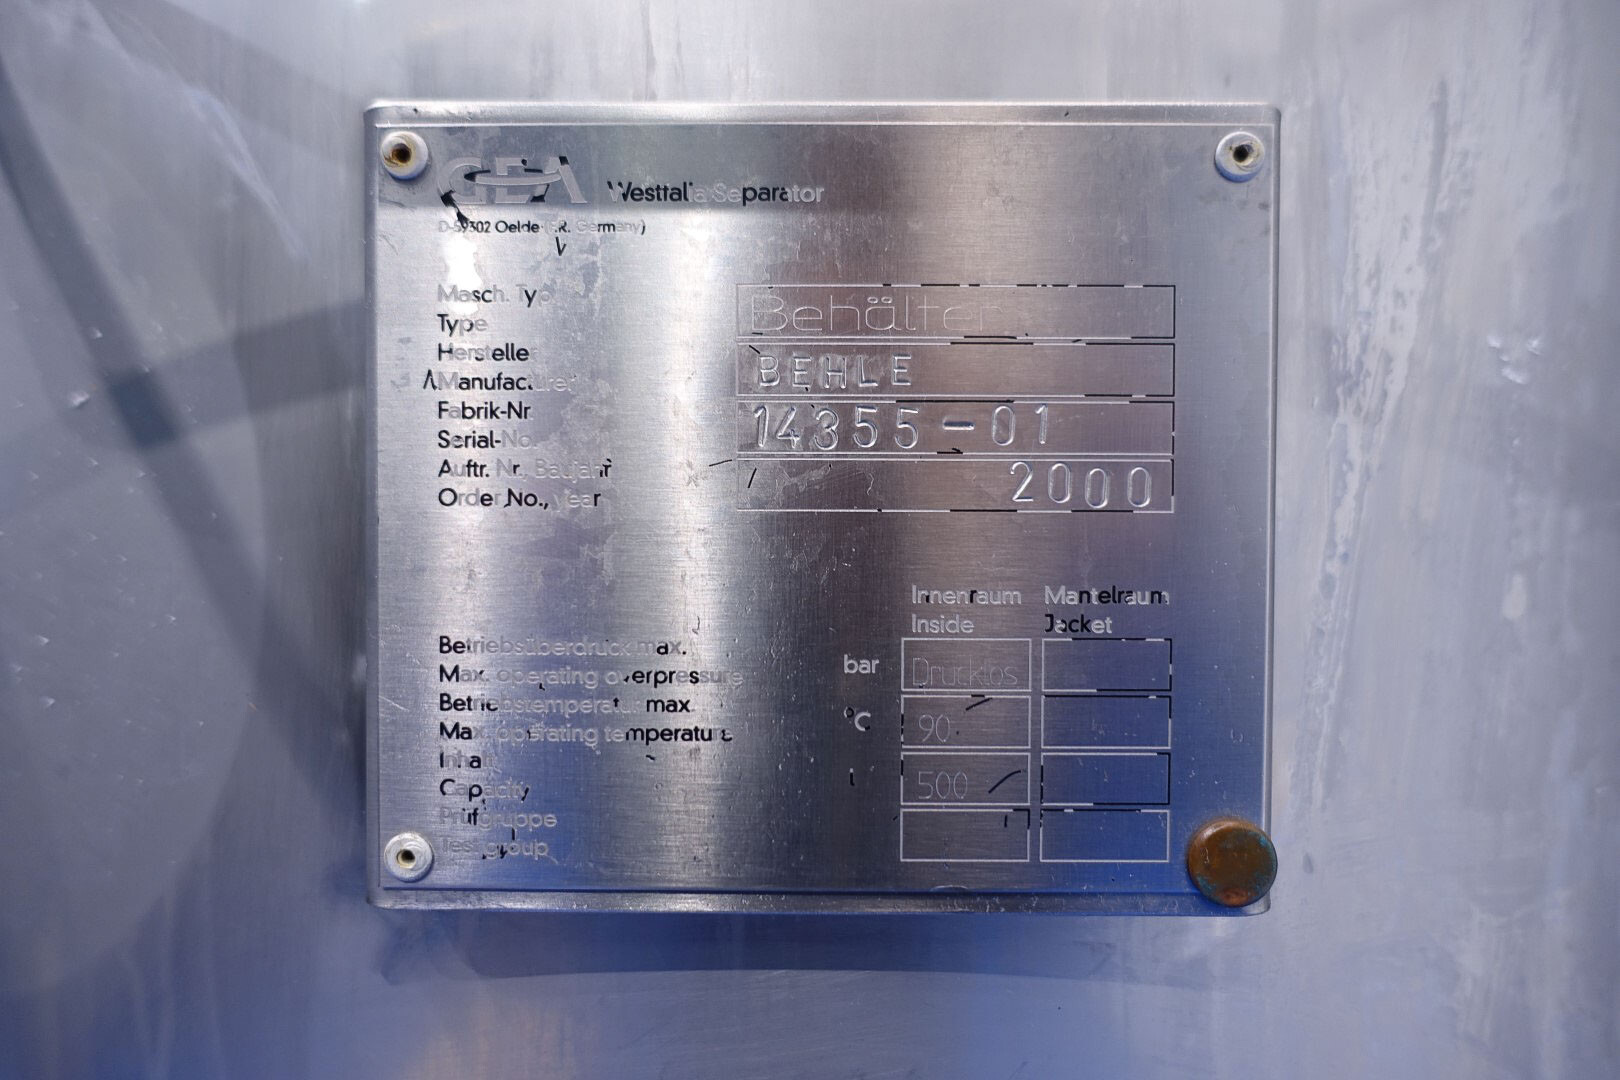 GEA Westfalia Separator
D-59302 Oelde (F.R. Germany)
Masch. Typ Behälter
Type
Hersteller BEHLE
Manufacturer
Fabrik-Nr. 14355-01
Serial-No.
Auftr. Nr. Baujahr 2000
Order No., year
Innenraum Mantelraum
Inside Jacket
Betriebsüberdruck max. bar Drucklos
Max. operating overpressure
Betriebstemperatur max. °C 90
Max. operating temperature
Inhalt l 500
Capacity
Prüfgruppe
Testgroup